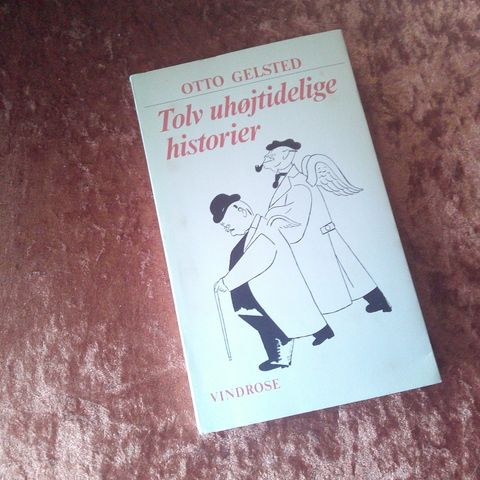 OTTO GELSTED
Tolv uhøjtidelige
historier
VINDROSE